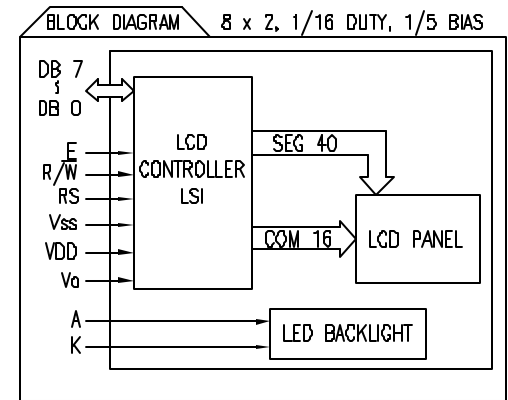 BLOCK DIAGRAM 8 x 2, 1/16 DUTY, 1/5 BIAS
DB 7
~
DB 0
E
R/W̅
RS
Vss
VDD
Vo
A
K
LCD
CONTROLLER
LSI
SEG 40
COM 16
LCD PANEL
LED BACKLIGHT